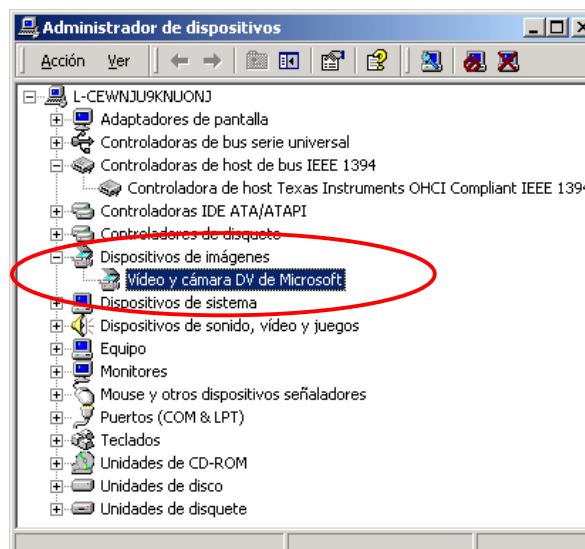 Administrador de dispositivos
Acción Ver
L-CEWNJU9KNUONJ
Adaptadores de pantalla
Controladoras de bus serie universal
Controladoras de host de bus IEEE 1394
Controladora de host Texas Instruments OHCI Compliant IEEE 1394
Controladoras IDE ATA/ATAPI
Controladores de disquete
Dispositivos de imágenes
Vídeo y cámara DV de Microsoft
Dispositivos de sistema
Dispositivos de sonido, vídeo y juegos
Equipo
Monitores
Mouse y otros dispositivos señaladores
Puertos (COM & LPT)
Teclados
Unidades de CD-ROM
Unidades de disco
Unidades de disquete